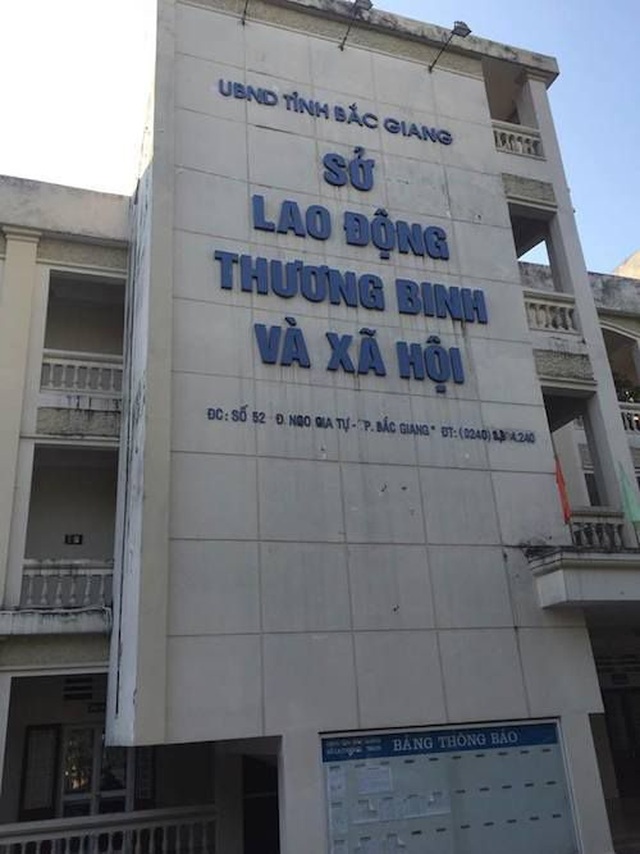 UBND TỈNH BẮC GIANG
SỞ
LAO ĐỘNG
THƯƠNG BINH
VÀ XÃ HỘI
ĐC: SỐ 52 Đ. NGO GIA TỰ - "P. BẮC GIANG" ĐT: (0240)
BẢNG THÔNG BÁO